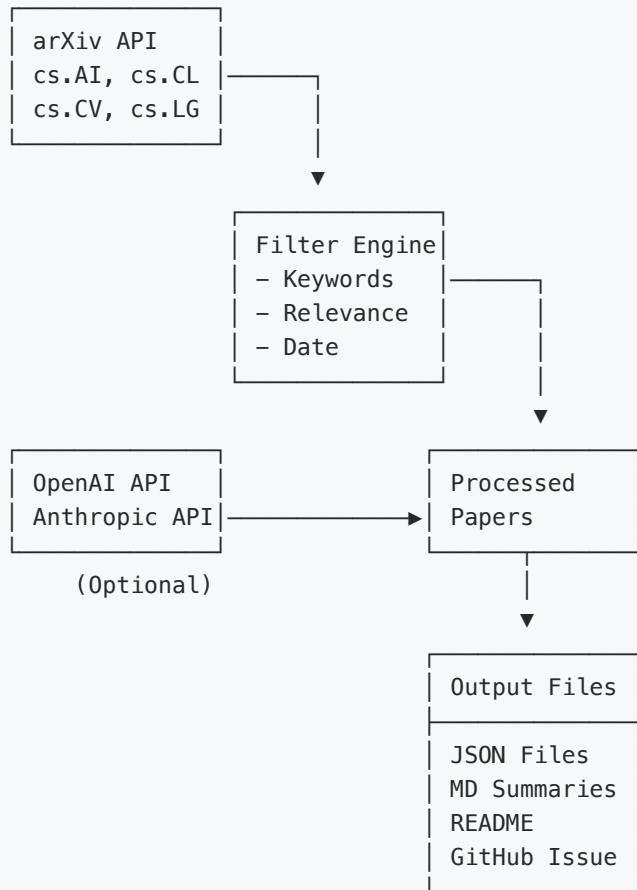 arXiv API
cs.AI, cs.CL
cs.CV, cs.LG
Filter Engine
- Keywords
- Relevance
- Date
OpenAI API
Anthropic API
(Optional)
Processed
Papers
Output Files
JSON Files
MD Summaries
README
GitHub Issue